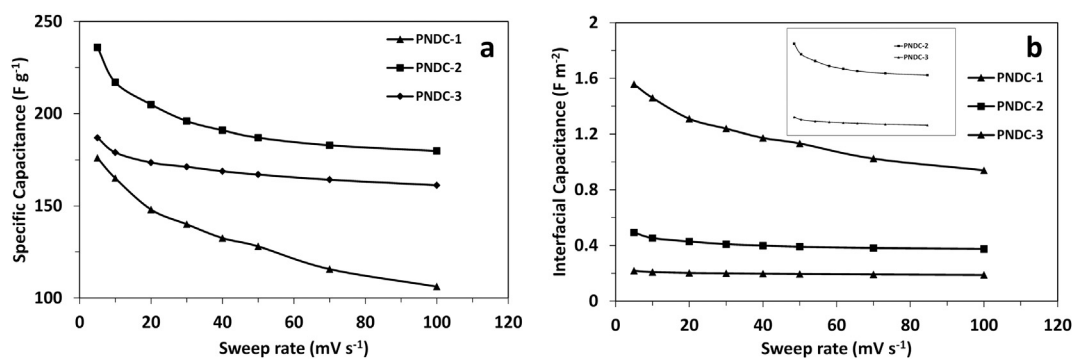 250
200
150
100
Specific Capacitance (F g-1)
a
PNDC-1
PNDC-2
PNDC-3
0 20 40 60 80 100 120
Sweep rate (mV s-1)
2
1.6
1.2
0.8
0.4
0
Interfacial Capacitance (F m-2)
b
PNDC-2
PNDC-3
PNDC-1
PNDC-2
PNDC-3
0 20 40 60 80 100 120
Sweep rate (mV s-1)